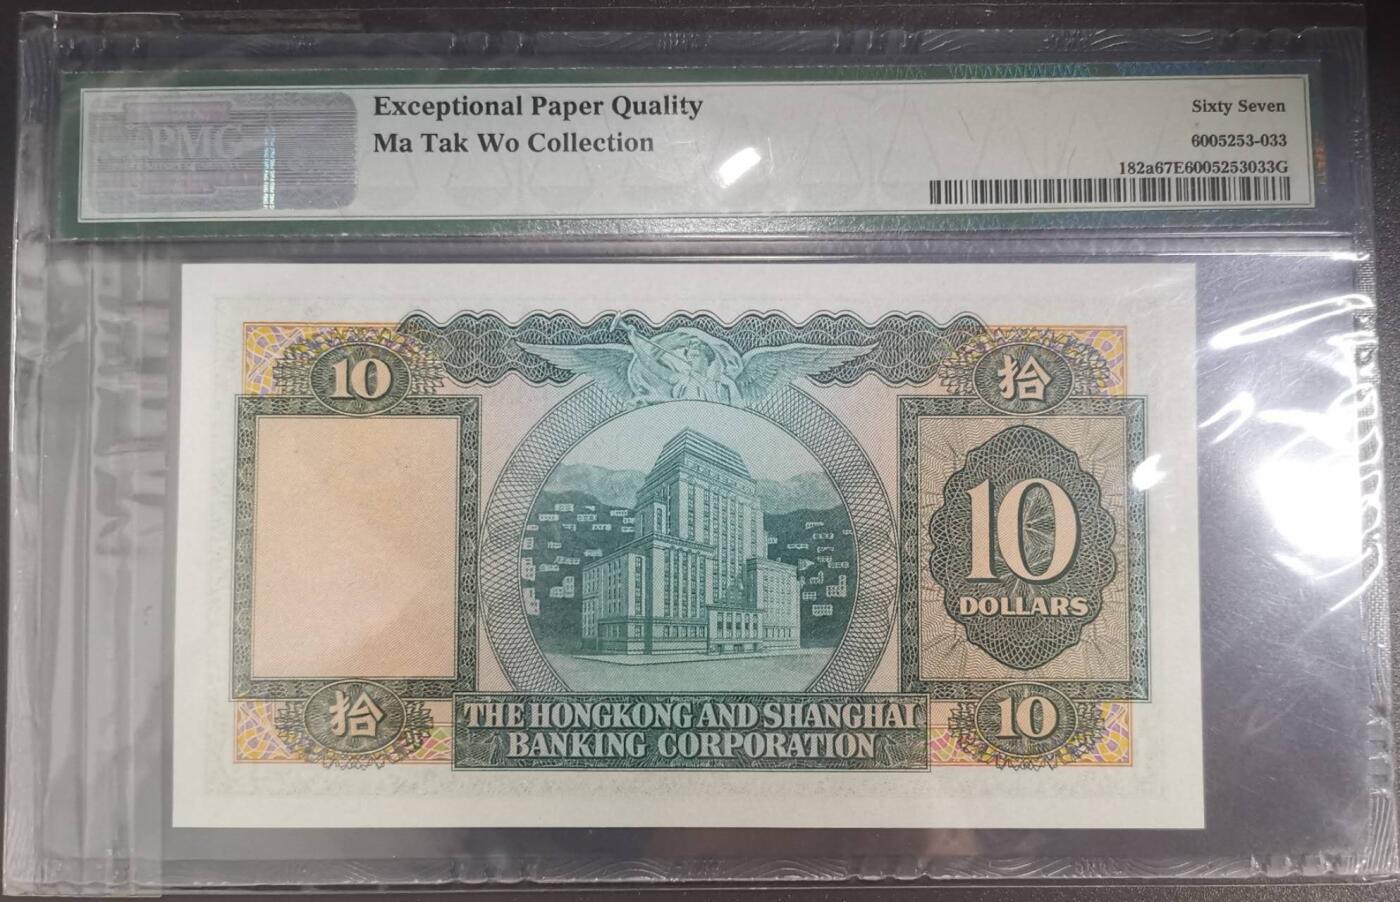 PMG
Exceptional Paper Quality
Ma Tak Wo Collection
Sixty Seven
6005253-033
182a67E6005253033G
10
拾
10
DOLLARS
拾
10
THE HONGKONG AND SHANGHAI
BANKING CORPORATION